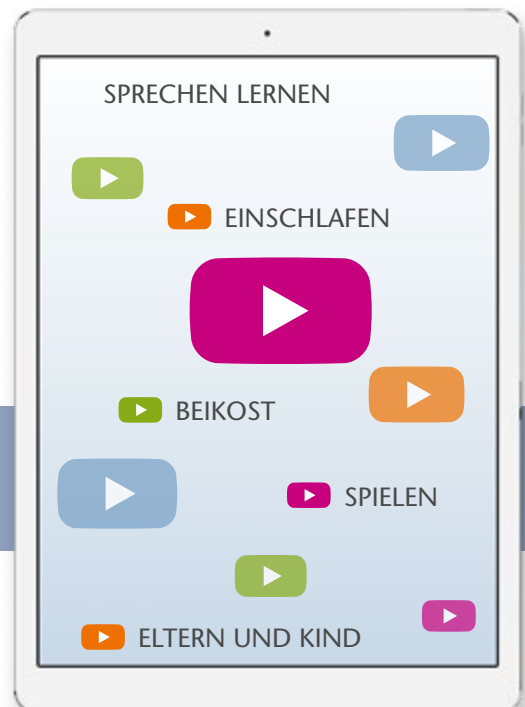 SPRECHEN LERNEN
EINSCHLAFEN
BEIKOST
SPIELEN
ELTERN UND KIND